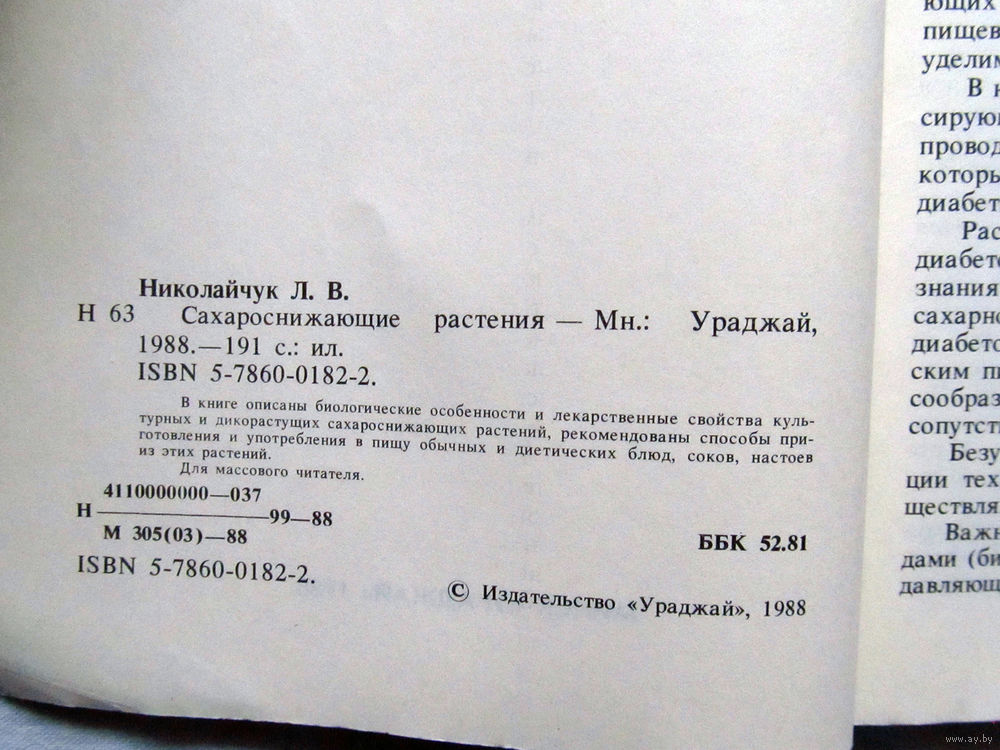 Николайчук Л. В.
Н 63 Сахароснижающие растения — Мн.: Ураджай,
1988.—191 с.: ил.
ISBN 5-7860-0182-2.
В книге описаны биологические особенности и лекарственные свойства куль-
турных и дикорастущих сахароснижающих растений, рекомендованы способы при-
готовления и употребления в пищу обычных и диетических блюд, соков, настоев
из этих растений.
Для массового читателя.
4110000000—037
Н ——— 99—88
М 305(03)—88
ББК 52.81
ISBN 5-7860-0182-2.
© Издательство «Ураджай», 1988
ющих
пищев
уделим
В
сирую
провод
которы
диабет
Рас
диабето
знания
сахарно
диабето
ским п
сообраз
сопутст
Безу
ции тех
ществля
Важн
дами (би
давляющ
www.ay.by